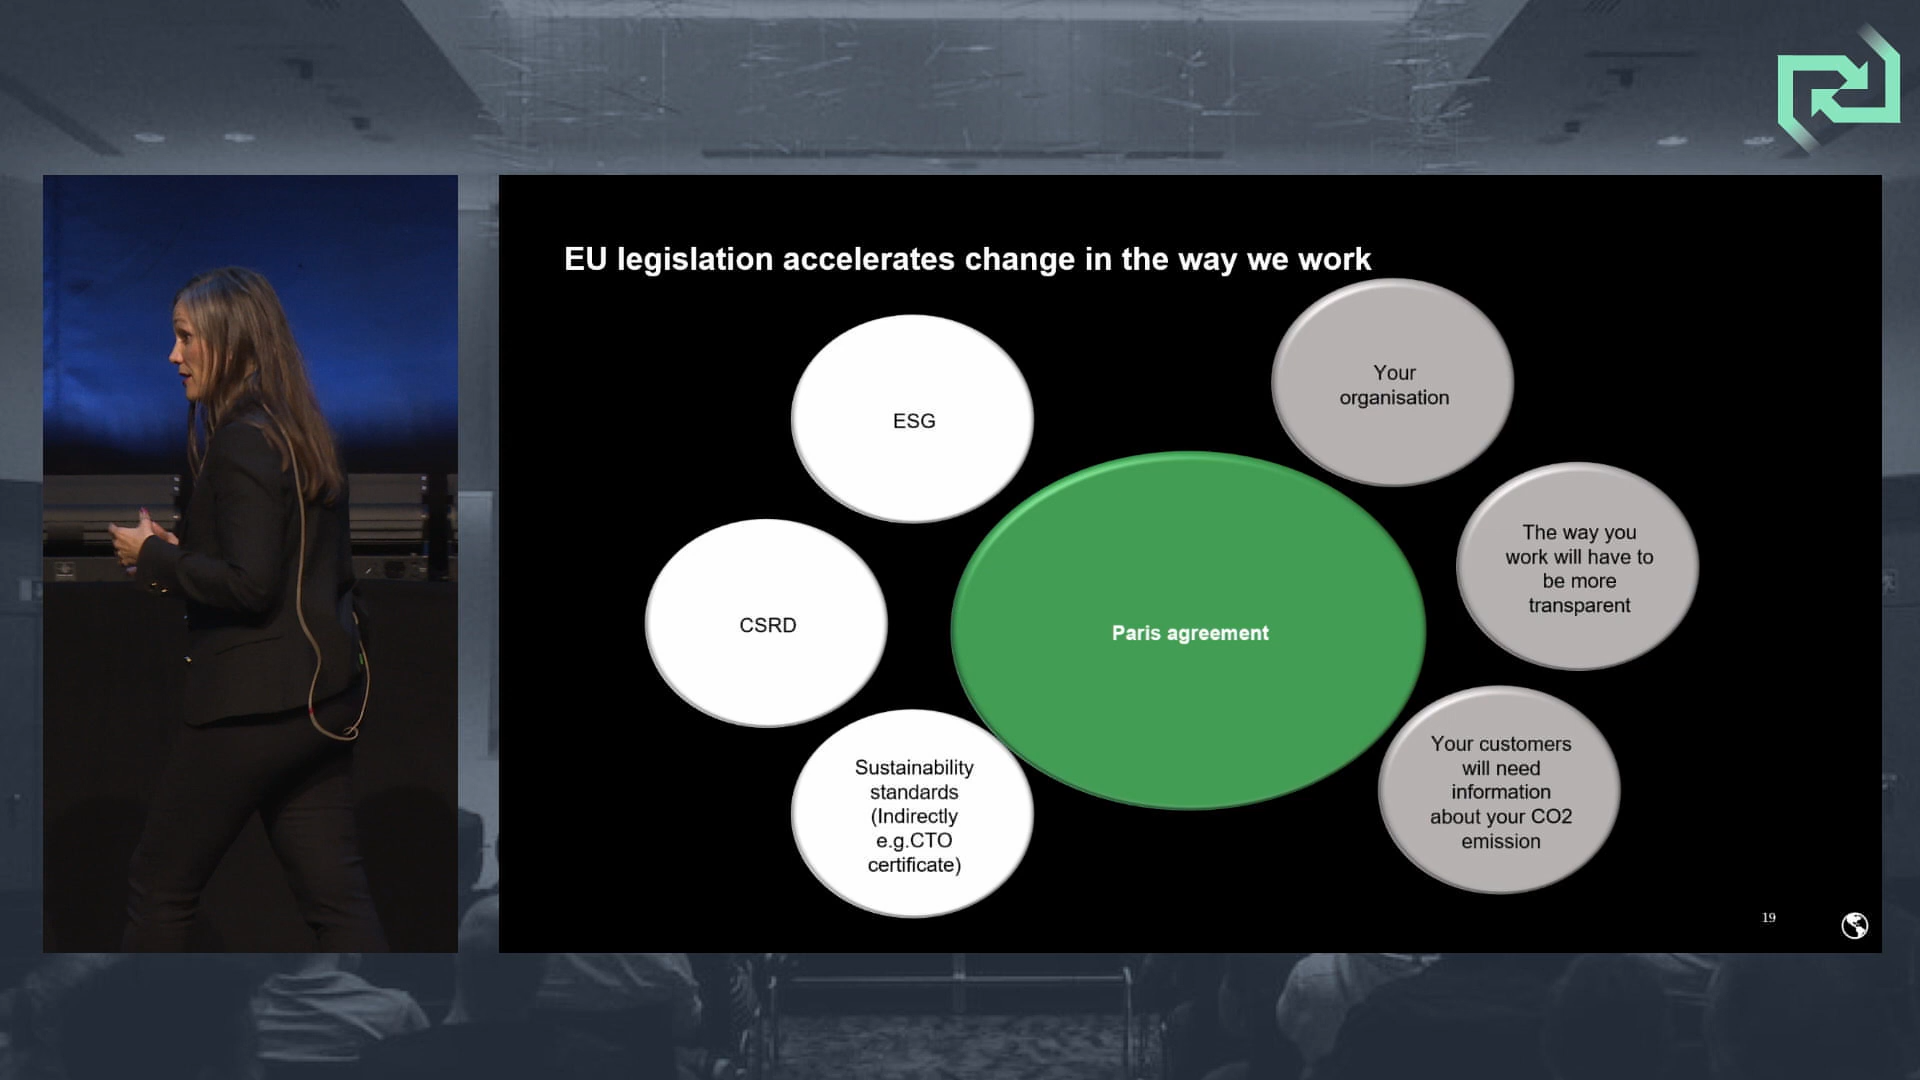 EU legislation accelerates change in the way we work
ESG
CSRD
Sustainability
standards
(Indirectly
e.g.CTO
certificate)
Paris agreement
Your
organisation
The way you
work will have to
be more
transparent
Your customers
will need
information
about your CO2
emission
19